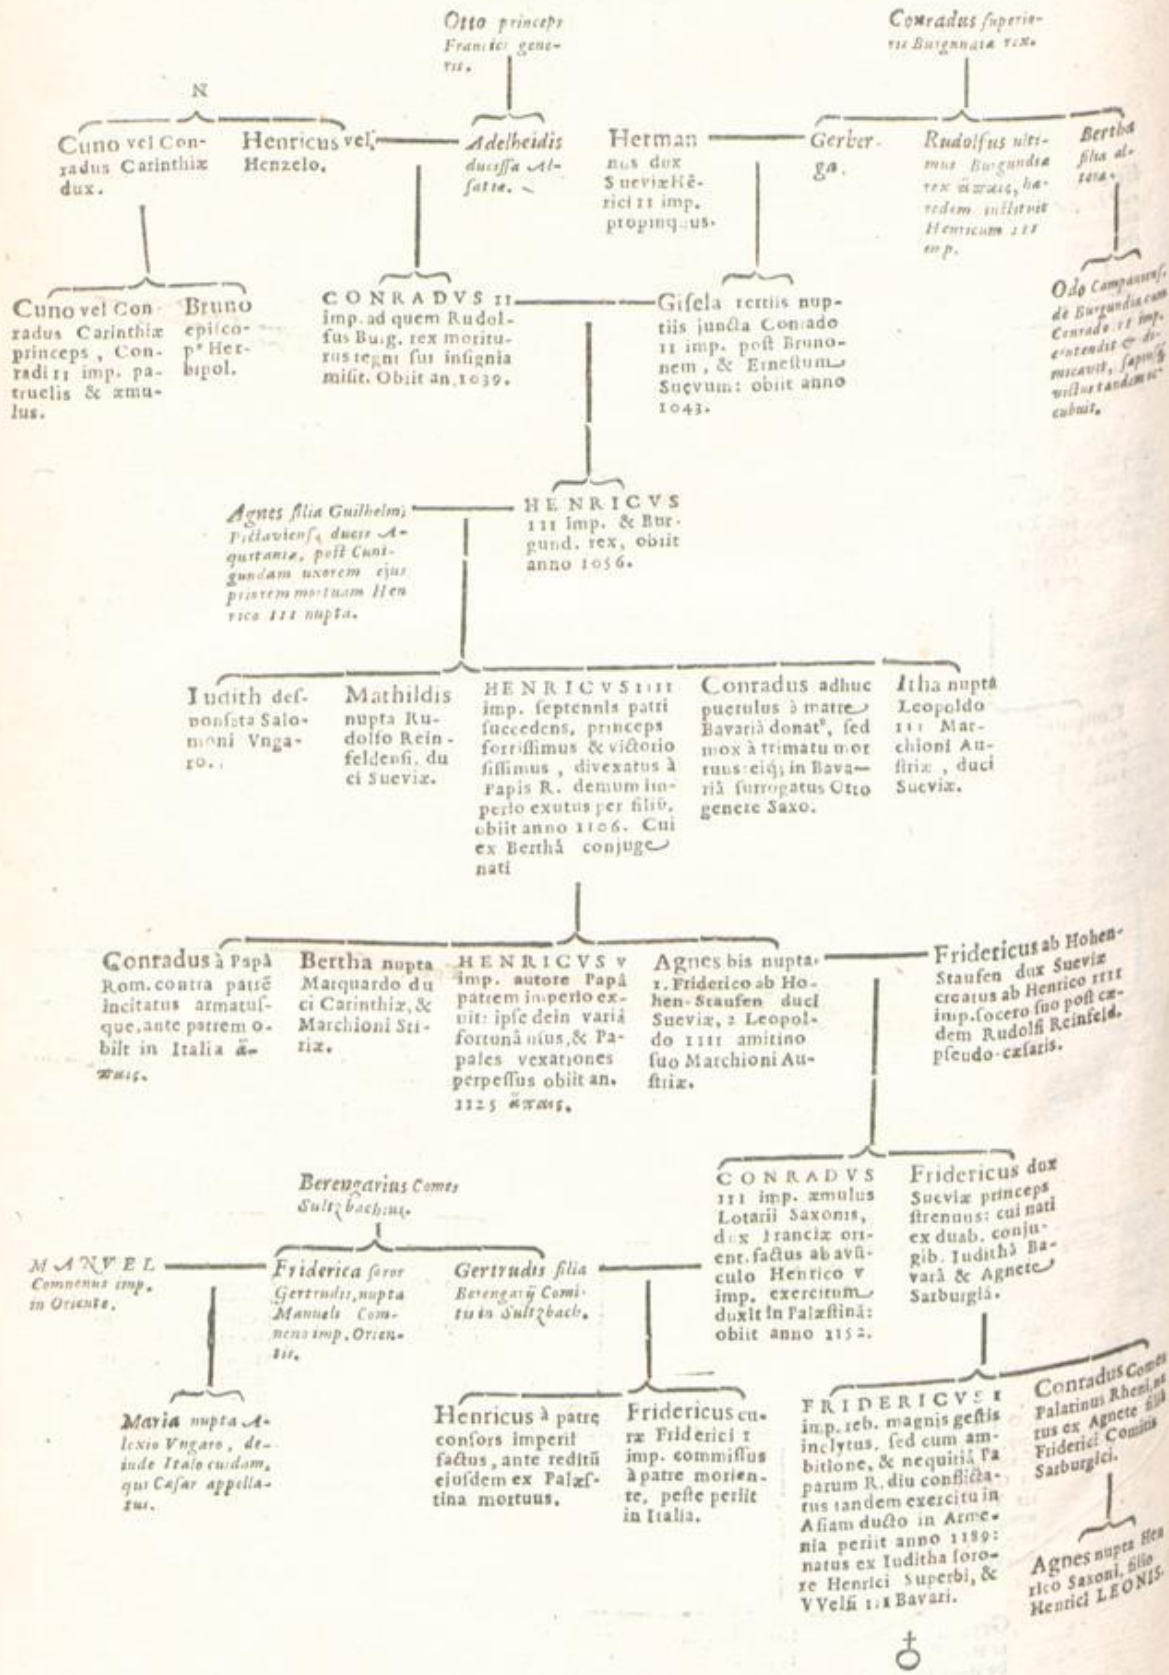 Otto princeps
Francici gene-
ris.
Conradus superio-
ris Burgundiæ rex.
N
Cuno vel Con-
radus Carinthiæ
dux.
Henricus vel
Henzelo.
Adelheidis
ducissa Al-
satiæ.
Herman
nus dux
Sueviæ Hē-
rici II imp.
propinquus.
Gerber-
ga.
Rudolfus ulti-
mus Burgundiæ
rex ἄπαις, hæ-
redem instituit
Henricum III
imp.
Bertha
filia al-
tera.
Cuno vel Con-
radus Carinthiæ
princeps, Con-
radi II imp. pa-
truelis & æmu-
lus.
Bruno
episco-
pꝰ Her-
bipol.
CONRADVS II
imp. ad quem Rudol-
fus Burg. rex moritu-
rus regni sui insignia
misit. Obiit an. 1039.
Gisela tertiis nup-
tiis juncta Conrado
II imp. post Bruno-
nem, & Ernestum
Suevum: obiit anno
1043.
Odo Campanens.
de Burgundia cum
Conrado II imp.
contendit & di-
micavit, sæpius q;
victus tandem suc-
cubuit.
Agnes filia Guilhelmi
Pictaviens, ducis A-
quitaniæ, post Cuni-
gundam uxorem ejus
priorem mortuam Hen
rico III nupta.
HENRICVS
III imp. & Bur-
gund. rex, obiit
anno 1056.
Iudith des-
ponsata Salo-
moni Vnga-
ro.
Mathildis
nupta Ru-
dolfo Rein-
feldensi, du
ci Sueviæ.
HENRICVS IIII
imp. septennis patri
succedens, princeps
fortissimus & victorio
sissimus, divexatus à
Papis R. demum im-
perio exutus per filiū.
obiit anno 1106. Cui
ex Berthâ conjuge
nati
Conradus adhuc
puerulus à matre
Bavariâ donatꝰ, sed
mox à trimatu mor
tuus: eiq; in Bava-
riâ surrogatus Otto
genere Saxo.
Itha nupta
Leopoldo
III Mar-
chioni Au-
striæ, duci
Sueviæ.
Conradus à Papâ
Rom. contra patrē
incitatus armatus-
que, ante patrem o-
biit in Italia ἄ-
παις.
Bertha nupta
Marquardo du
ci Carinthiæ, &
Marchioni Sti-
riæ.
HENRICVS V
imp. autore Papâ
patrem imperio ex-
uit: ipse dein variâ
fortunâ usus, & Pa-
pales vexationes
perpessus obiit an.
1125 ἄπαις.
Agnes bis nupta.
1. Friderico ab Ho-
hen-Staufen duci
Sueviæ, 2 Leopol-
do IIII amitino
suo Marchioni Au-
striæ.
Fridericus ab Hohen-
Staufen dux Sueviæ
creatus ab Henrico IIII
imp. socero suo post cæ-
dem Rudolfi Reinfeld.
pseudo-cæsaris.
CONRADVS
III imp. æmulus
Lotarii Saxonis,
dux Franciæ ori-
ent. factus ab avū-
culo Henrico V
imp. exercitum
duxit in Palæstinā:
obiit anno 1152.
Fridericus dux
Sueviæ princeps
strenuus: cui nati
ex duab. conju-
gib. Iudithâ Ba-
varâ & Agnete
Sarburgiâ.
Berengarius Comes
Sultzbachius.
MANVEL
Comnenus imp.
in Oriente.
Friderica soror
Gertrudis, nupta
Manueli Com-
neno imp. Orien-
tis.
Gertrudis filia
Berengarij Comi-
tis in Sultzbach.
Maria nupta A-
lexio Vngaro, de-
inde Italo cuidam,
qui Cæsar appella-
tus.
Henricus à patre
consors imperii
factus, ante reditū
eiusdem ex Palæs-
tina mortuus.
Fridericus cu-
ræ Friderici I
imp. commissus
à patre morien-
te, peste periit
in Italia.
FRIDERICVS I
imp. reb. magnis gestis
inclytus, sed cum am-
bitione, & nequitiâ Pa
parum R. diu conflicta-
tus tandem exercitu in
Asiam ducto in Arme-
nia periit anno 1189:
natus ex Iuditha soro-
re Henrici Superbi, &
VVelfi Bavari.
Conradus Comes
Palatinus Rheni, na
tus ex Agnete filia
Friderici Comitis
Sarburgici.
Agnes nupta Hen
rico Saxoni, filio
Henrici LEONIS.